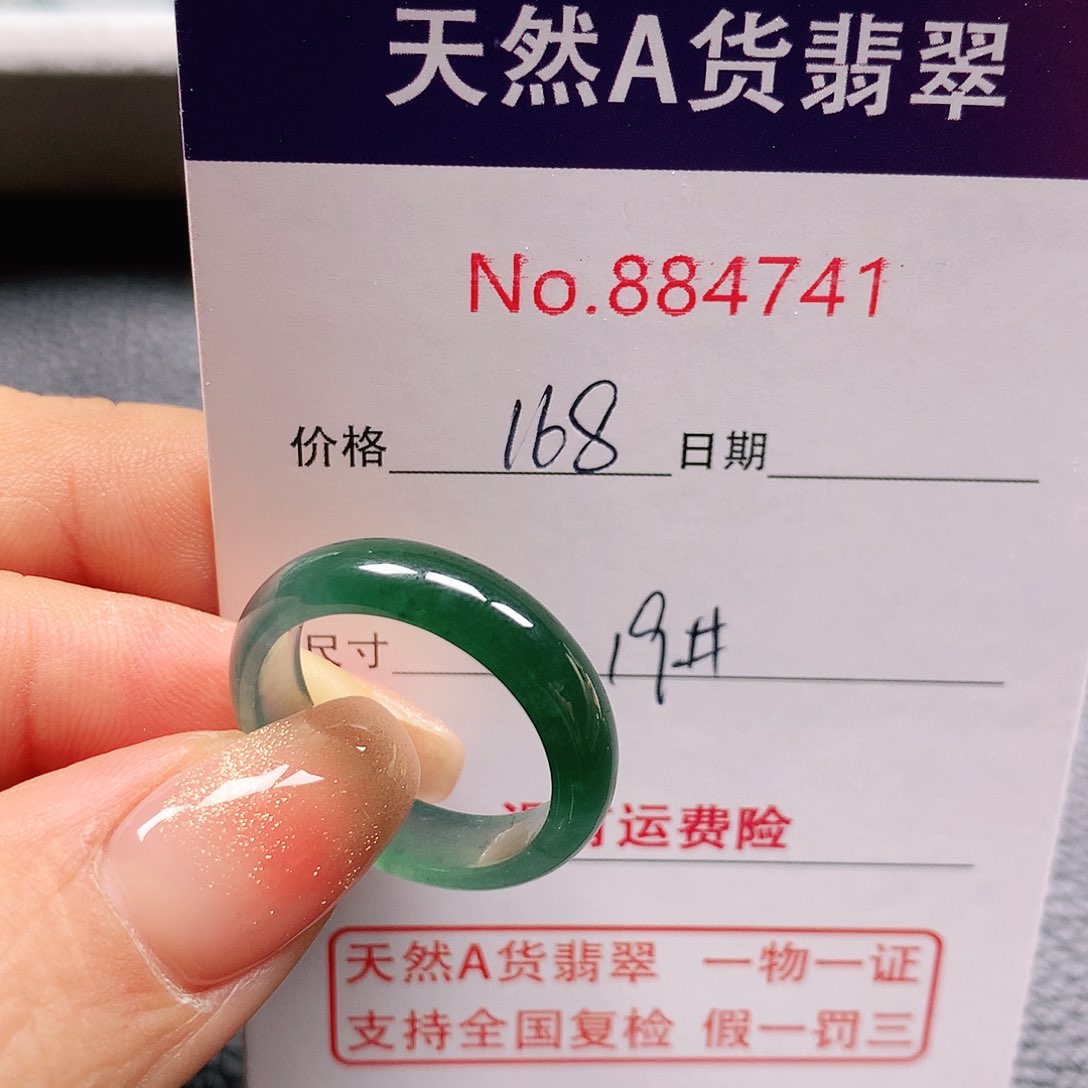 天然A货翡翠
No.884741
价格 168 日期
尺寸 19#
运费险
天然A货翡翠 一物一证
支持全国复检 假一罚三